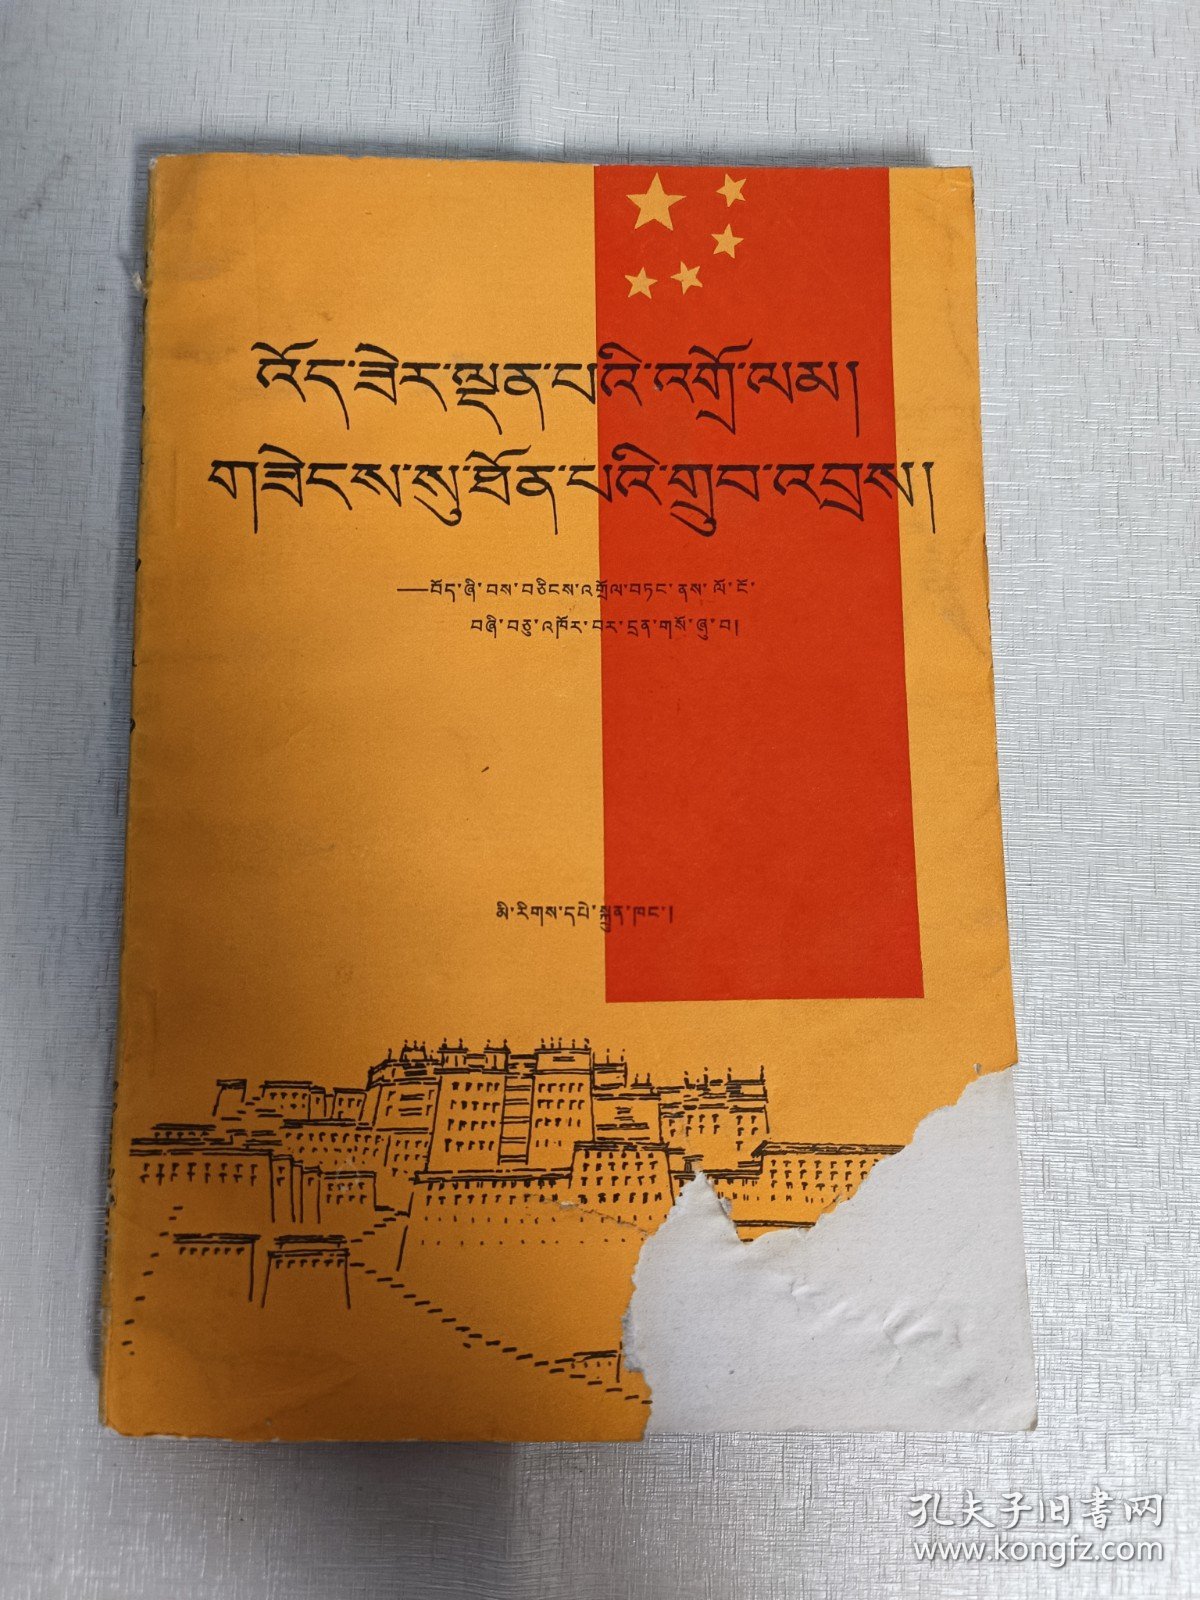 འོད་ཟེར་ལྡན་པའི་འགྲོ་ལམ།
གཟེངས་སུ་ཐོན་པའི་གྲུབ་འབྲས།
——བོད་ཞི་བས་བཅིངས་འགྲོལ་བཏང་ནས་ལོ་ངོ་
བཞི་བཅུ་འཁོར་བར་དྲན་གསོ་ཞུ་བ།
མི་རིགས་དཔེ་སྐྲུན་ཁང་།
孔夫子旧书网
www.kongfz.com